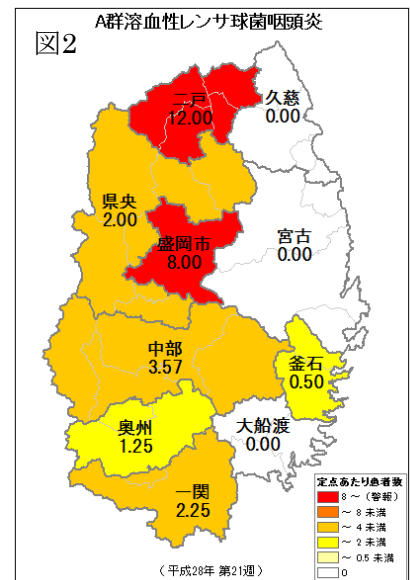 A群溶血性レンサ球菌咽頭炎
図2
二戸
12.00
久慈
0.00
県央
2.00
盛岡市
8.00
宮古
0.00
中部
3.57
釜石
0.50
奥州
1.25
大船渡
0.00
一関
2.25
定点あたり患者数
8～（警報）
～8未満
～4未満
～2未満
～0.5未満
0
（平成28年 第21週）